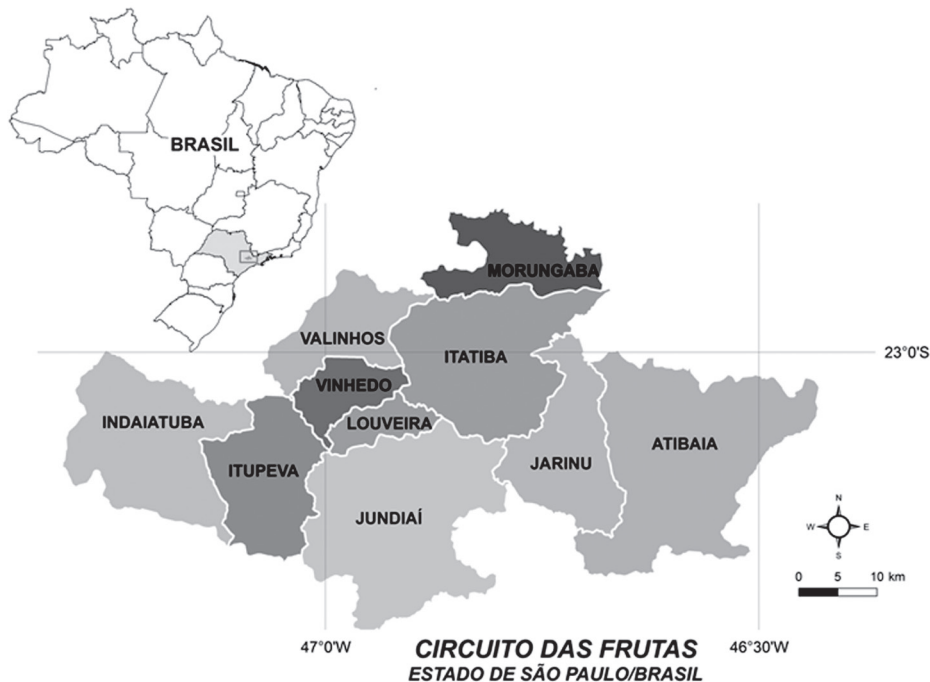 BRASIL
MORUNGABA
VALINHOS
ITATIBA
23°0'S
VINHEDO
INDAIATUBA
LOUVEIRA
ATIBAIA
ITUPEVA
JARINU
JUNDIAÍ
N
W
E
S
0 5 10 km
47°0'W
46°30'W
CIRCUITO DAS FRUTAS
ESTADO DE SÃO PAULO/BRASIL